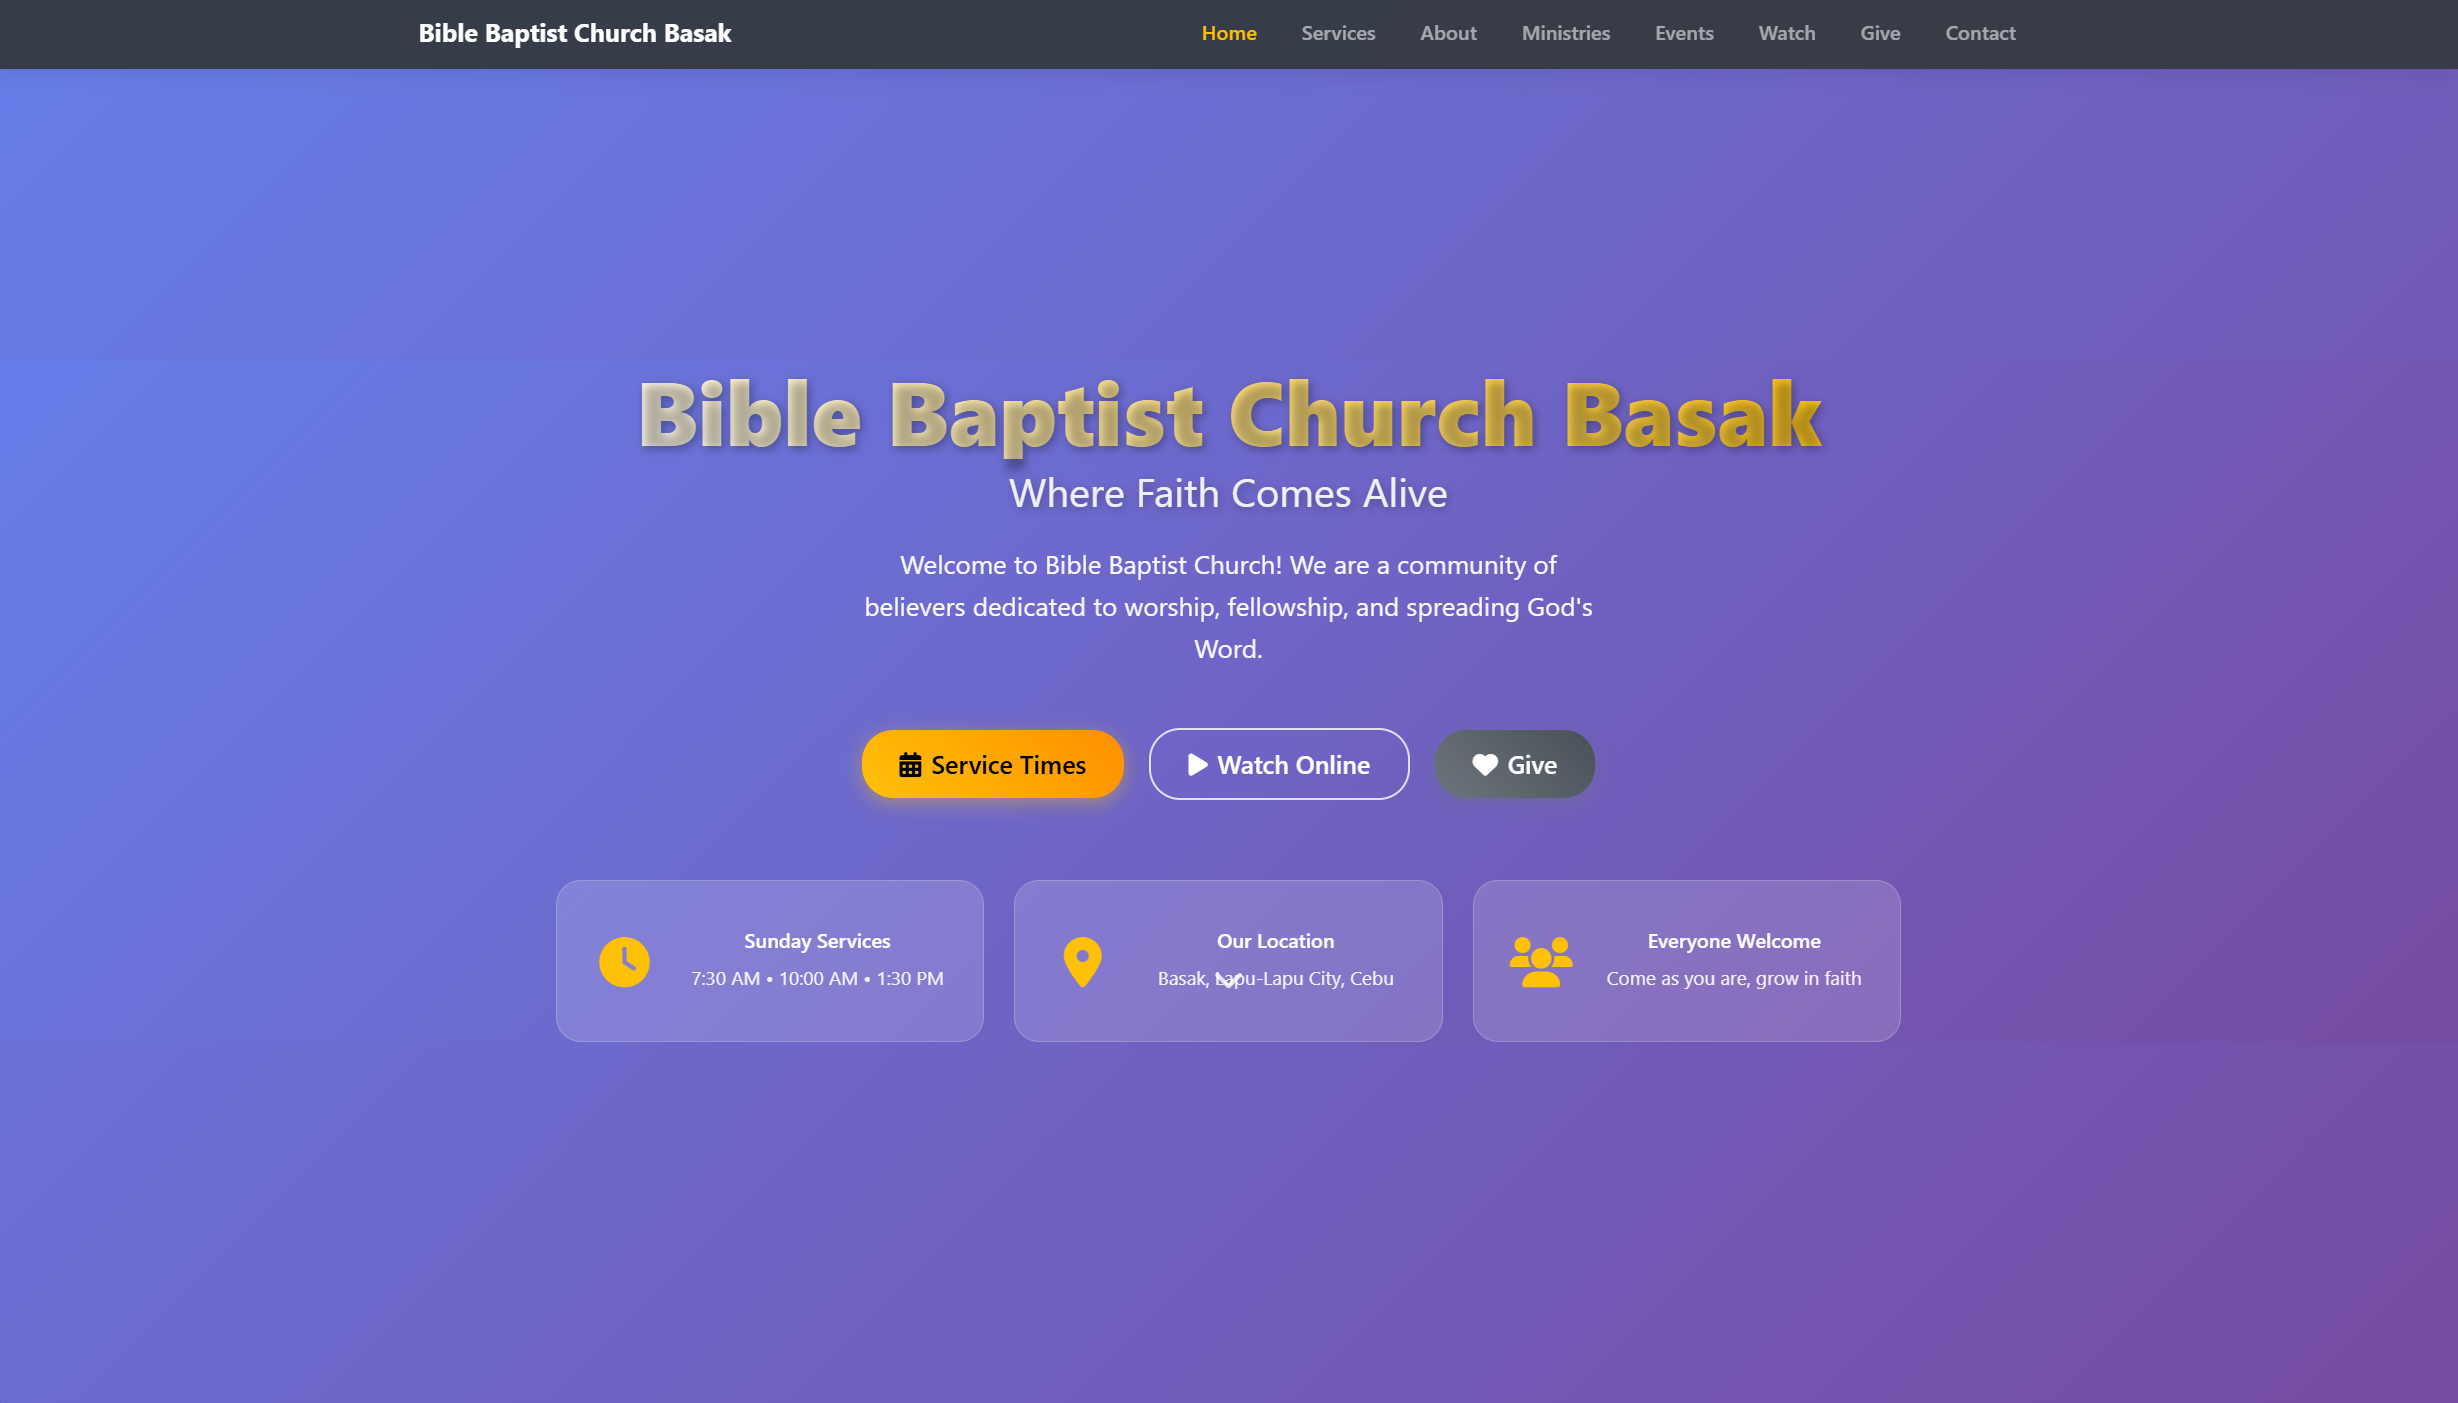 Bible Baptist Church Basak
Home Services About Ministries Events Watch Give Contact
Bible Baptist Church Basak
Where Faith Comes Alive
Welcome to Bible Baptist Church! We are a community of
believers dedicated to worship, fellowship, and spreading God's
Word.
Service Times
Watch Online
Give
Sunday Services
7:30 AM • 10:00 AM • 1:30 PM
Our Location
Basak, Lapu-Lapu City, Cebu
Everyone Welcome
Come as you are, grow in faith